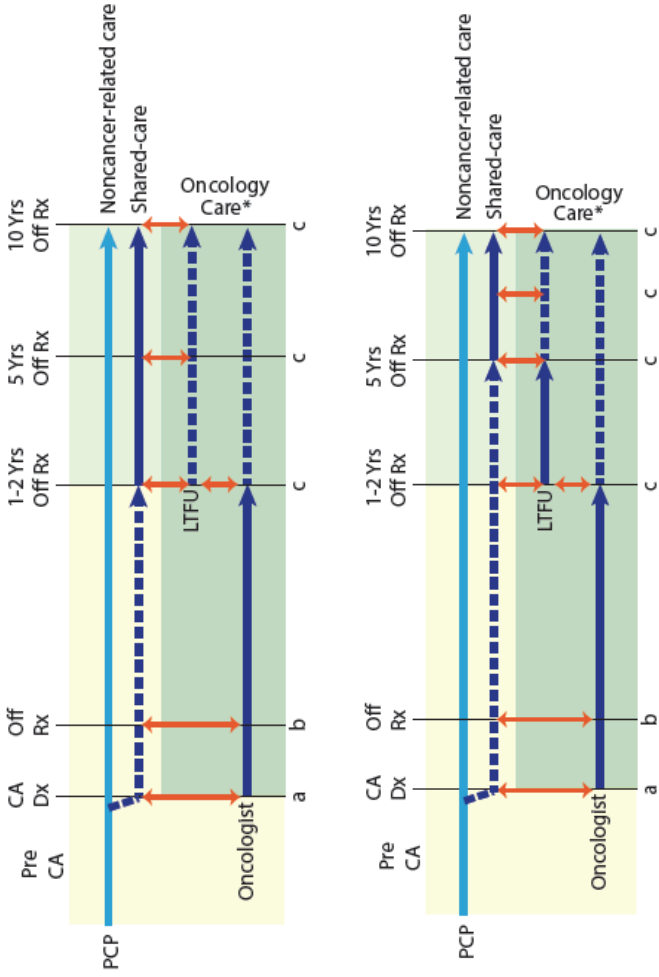 Pre
CA
CA
Dx
Off
Rx
1-2 Yrs
Off Rx
5 Yrs
Off Rx
10 Yrs
Off Rx
PCP
Noncancer-related care
Shared-care
LTFU
Oncology
Care*
Oncologist
a
b
c
c
c
Pre
CA
CA
Dx
Off
Rx
1-2 Yrs
Off Rx
5 Yrs
Off Rx
10 Yrs
Off Rx
PCP
Noncancer-related care
Shared-care
LTFU
Oncology
Care*
Oncologist
a
b
c
c
c
c